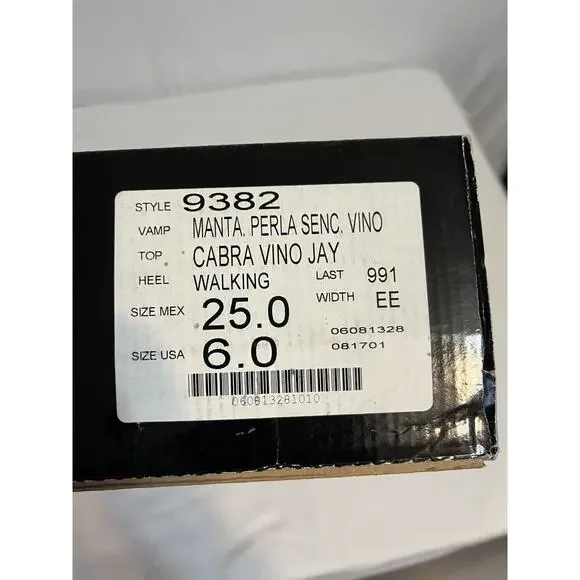 STYLE 9382
VAMP MANTA. PERLA SENC. VINO
TOP CABRA VINO JAY
HEEL WALKING LAST 991
SIZE MEX 25.0 WIDTH EE
06081328
SIZE USA 6.0 081701
060813281010